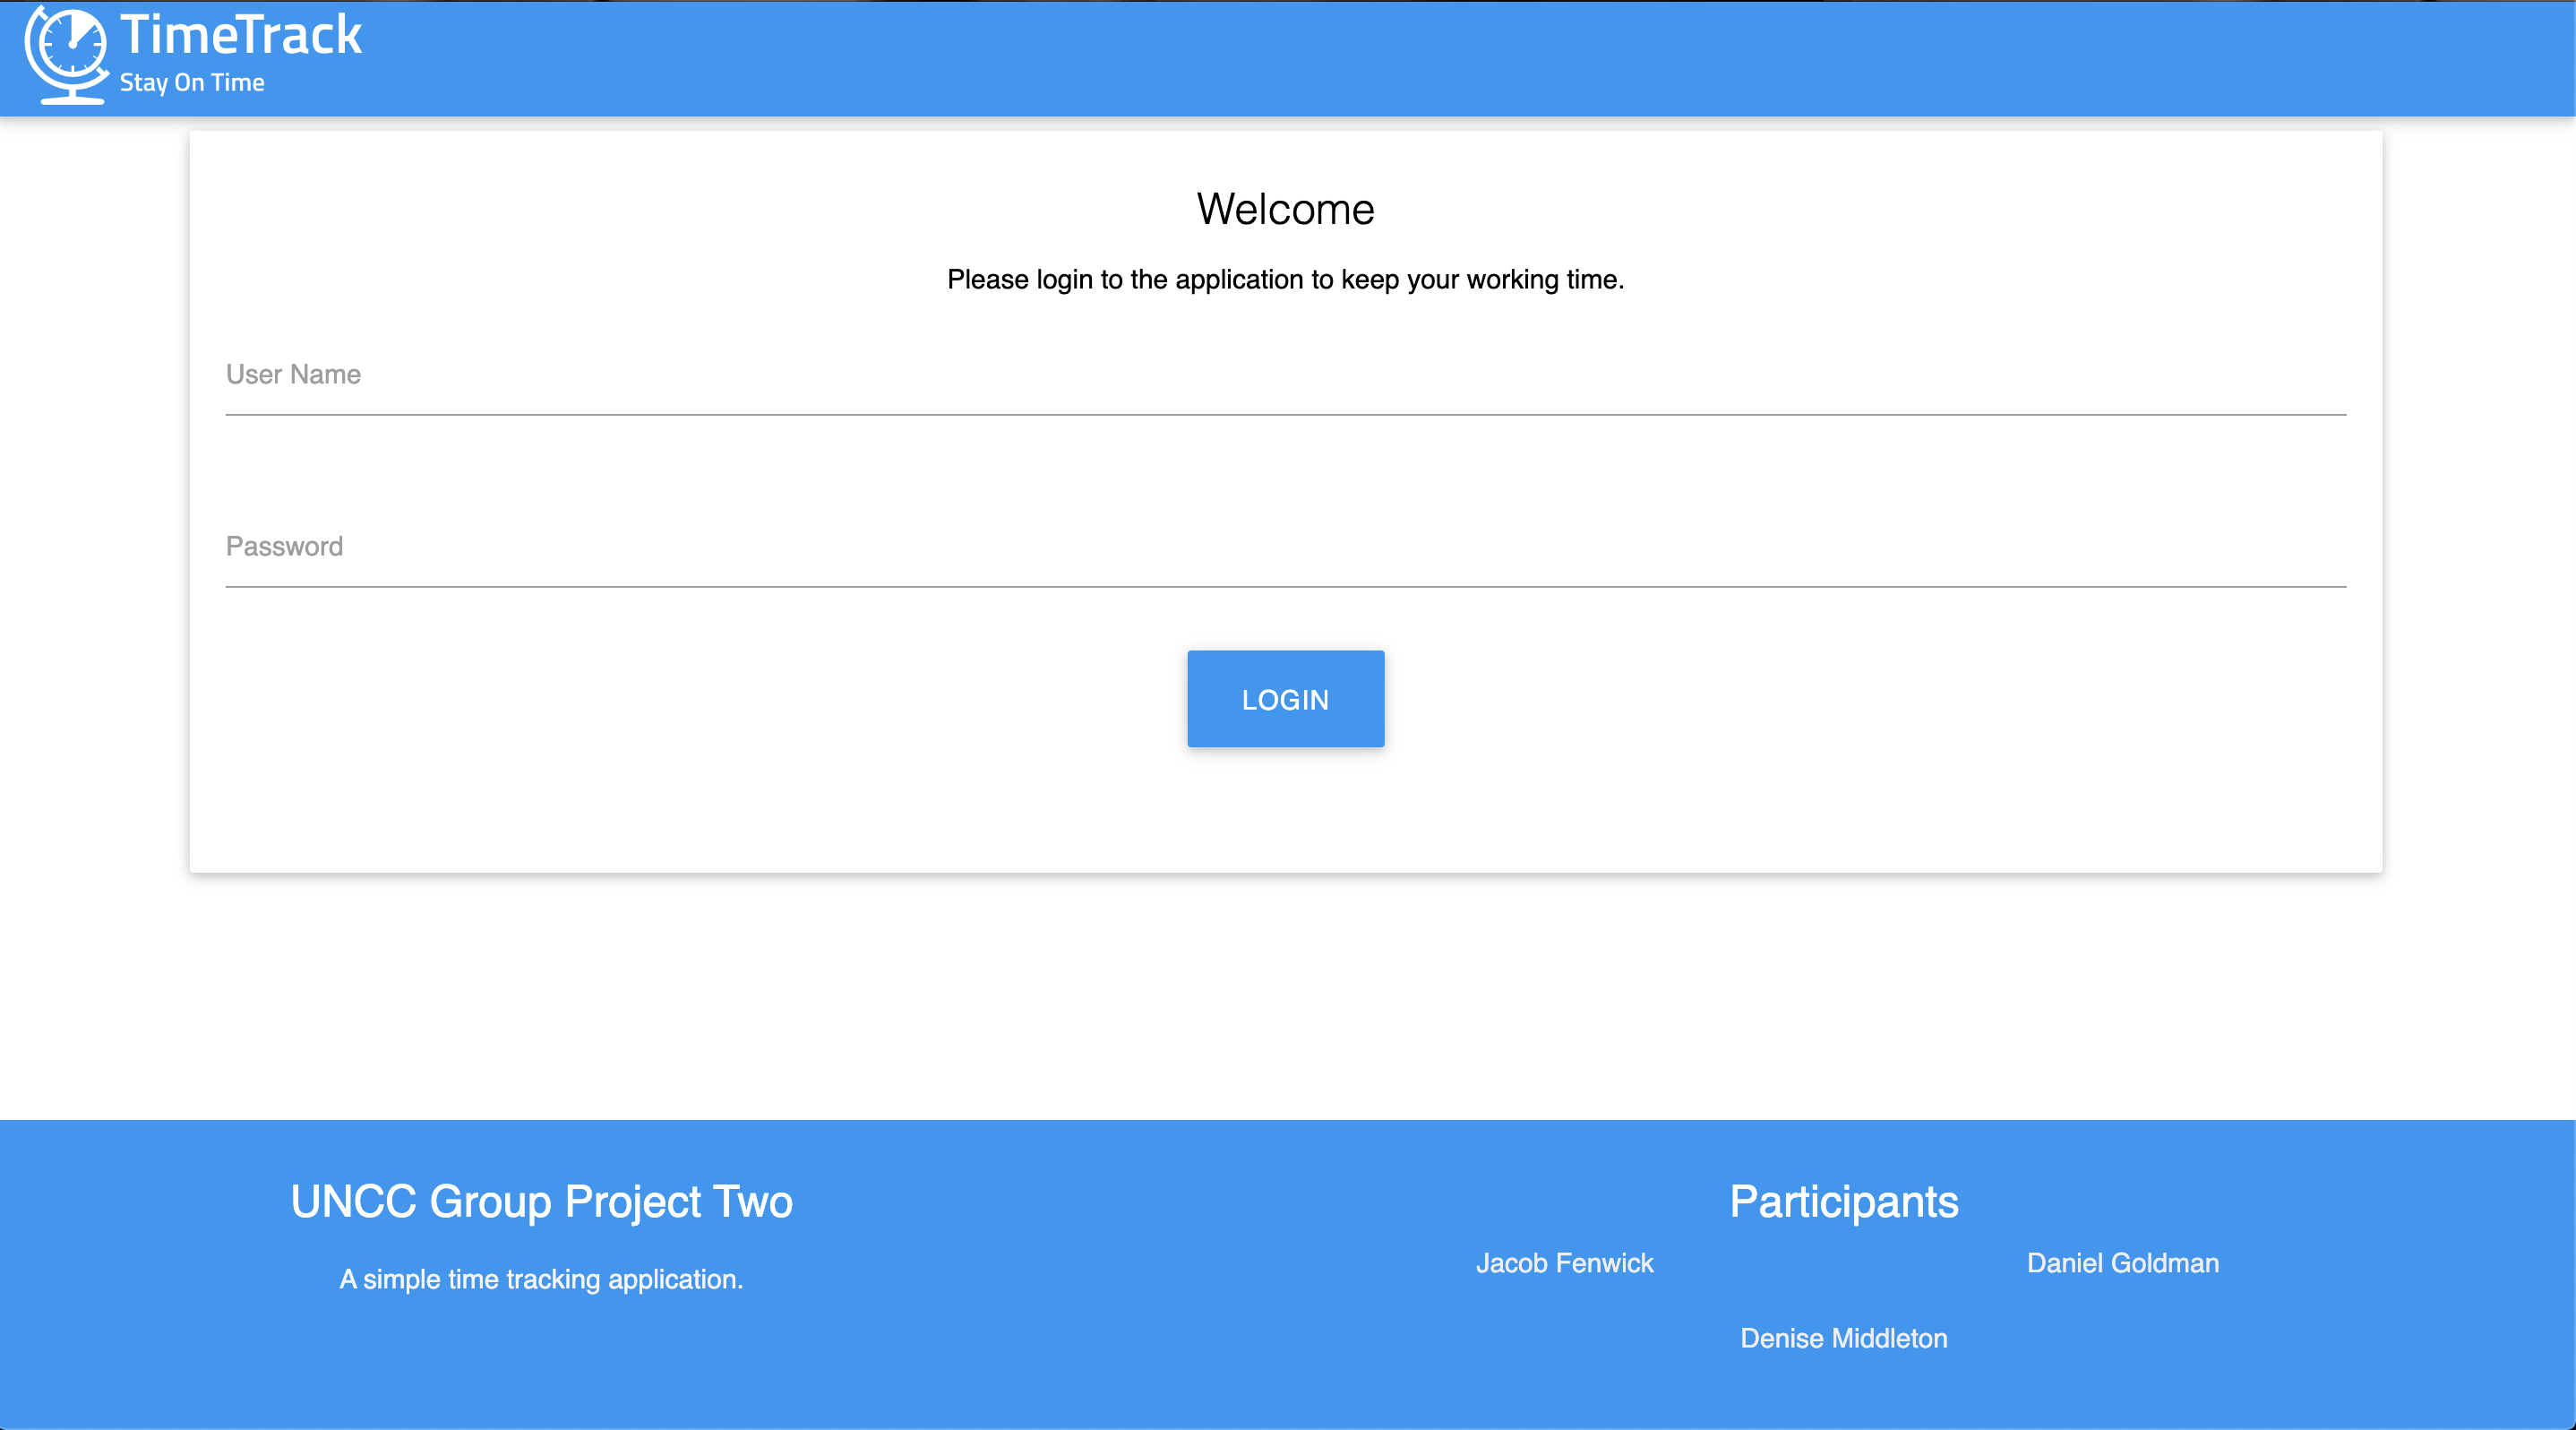 TimeTrack
Stay On Time
Welcome
Please login to the application to keep your working time.
User Name
Password
LOGIN
UNCC Group Project Two
A simple time tracking application.
Participants
Jacob Fenwick
Daniel Goldman
Denise Middleton